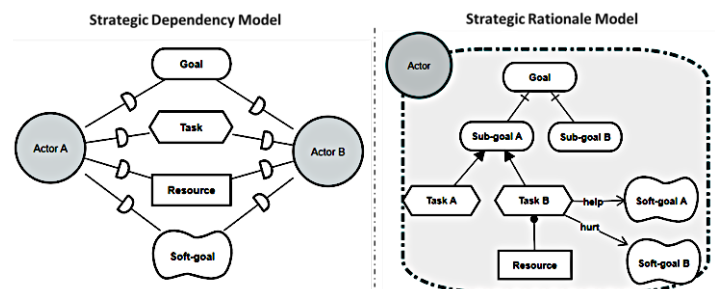 Strategic Dependency Model
Goal
Task
Actor A
Actor B
Resource
Soft-goal
Strategic Rationale Model
Actor
Goal
Sub-goal A
Sub-goal B
Task A
Task B
help
Soft-goal A
hurt
Soft-goal B
Resource